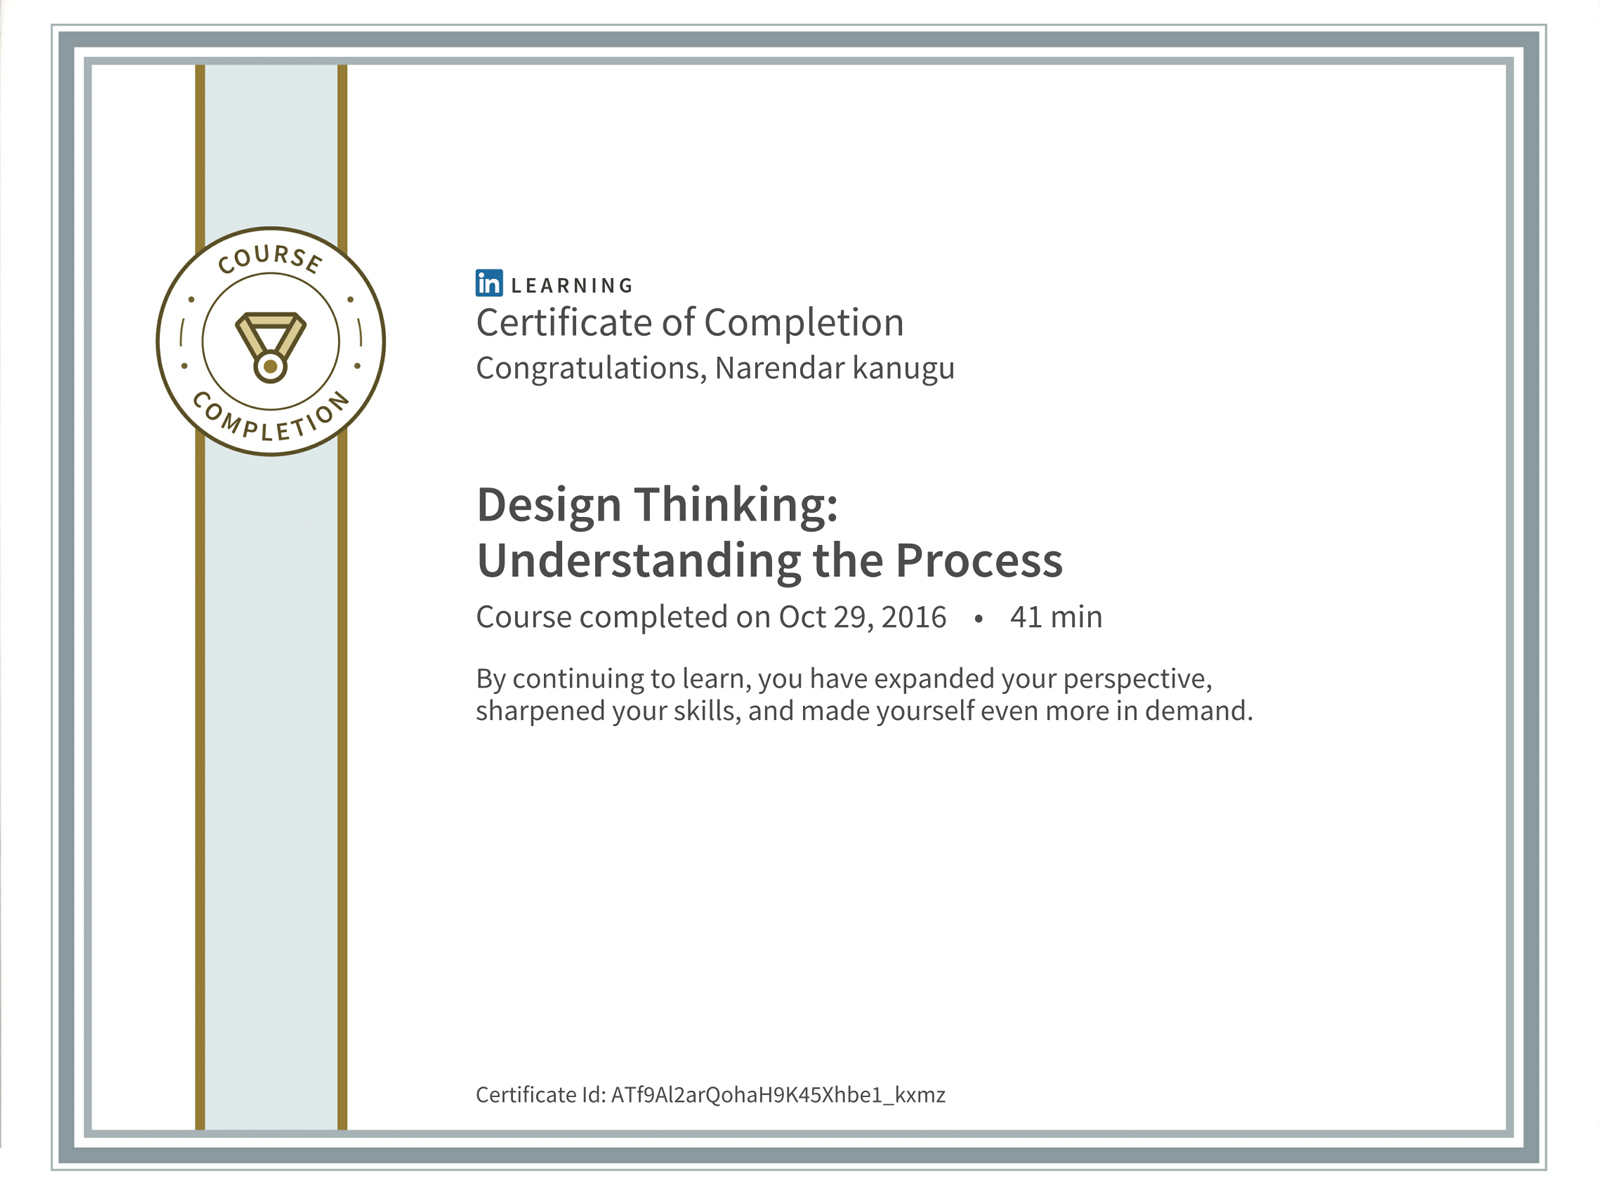 COURSE
COMPLETION
in LEARNING
Certificate of Completion
Congratulations, Narendar kanugu
Design Thinking:
Understanding the Process
Course completed on Oct 29, 2016 • 41 min
By continuing to learn, you have expanded your perspective,
sharpened your skills, and made yourself even more in demand.
Certificate Id: ATf9Al2arQohaH9K45Xhbe1_kxmz